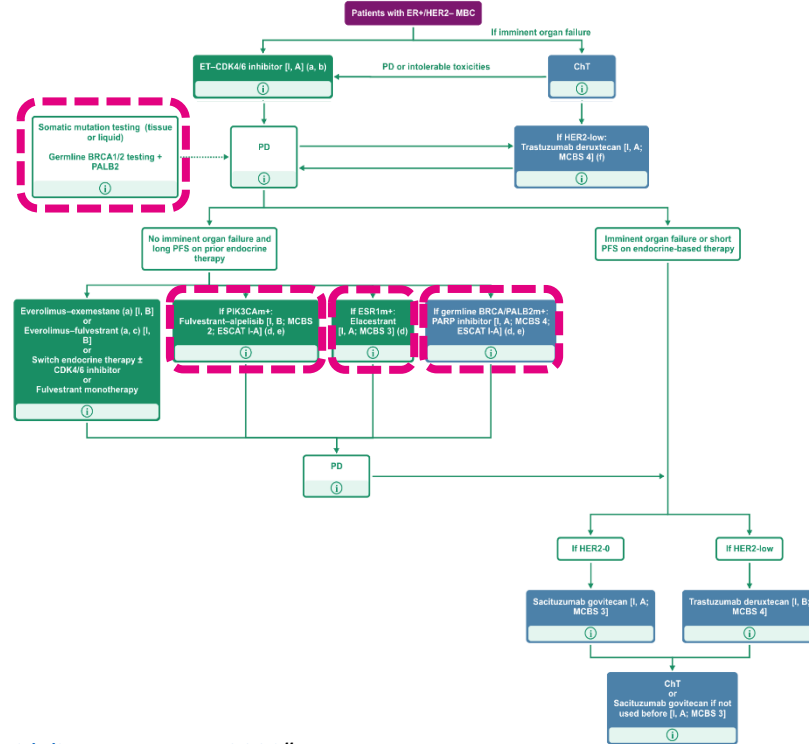 Patients with ER+/HER2– MBC
If imminent organ failure
ET–CDK4/6 inhibitor [I, A] (a, b)
PD or intolerable toxicities
ChT
Somatic mutation testing (tissue
or liquid)
Germline BRCA1/2 testing +
PALB2
PD
If HER2-low:
Trastuzumab deruxtecan [I, A;
MCBS 4] (f)
No imminent organ failure and
long PFS on prior endocrine
therapy
Imminent organ failure or short
PFS on endocrine-based therapy
Everolimus–exemestane (a) [I, B]
or
Everolimus–fulvestrant (a, c) [I,
B]
or
Switch endocrine therapy ±
CDK4/6 inhibitor
or
Fulvestrant monotherapy
If PIK3CAm+:
Fulvestrant–alpelisib [I, B; MCBS
2; ESCAT I-A] (d, e)
If ESR1m+:
Elacestrant
[I, A; MCBS 3] (d)
If germline BRCA/PALB2m+:
PARP inhibitor [I, A; MCBS 4;
ESCAT I-A] (d, e)
PD
If HER2-0
If HER2-low
Sacituzumab govitecan [I, A;
MCBS 3]
Trastuzumab deruxtecan [I, B;
MCBS 4]
ChT
or
Sacituzumab govitecan if not
used before [I, A; MCBS 3]